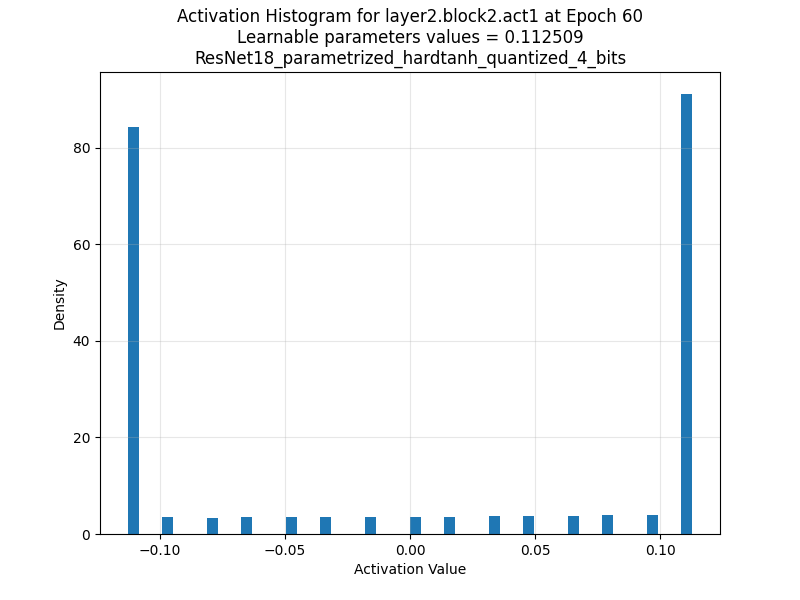 Activation Histogram for layer2.block2.act1 at Epoch 60
Learnable parameters values = 0.112509
ResNet18_parametrized_hardtanh_quantized_4_bits
80
60
40
20
0
Density
−0.10
−0.05
0.00
0.05
0.10
Activation Value